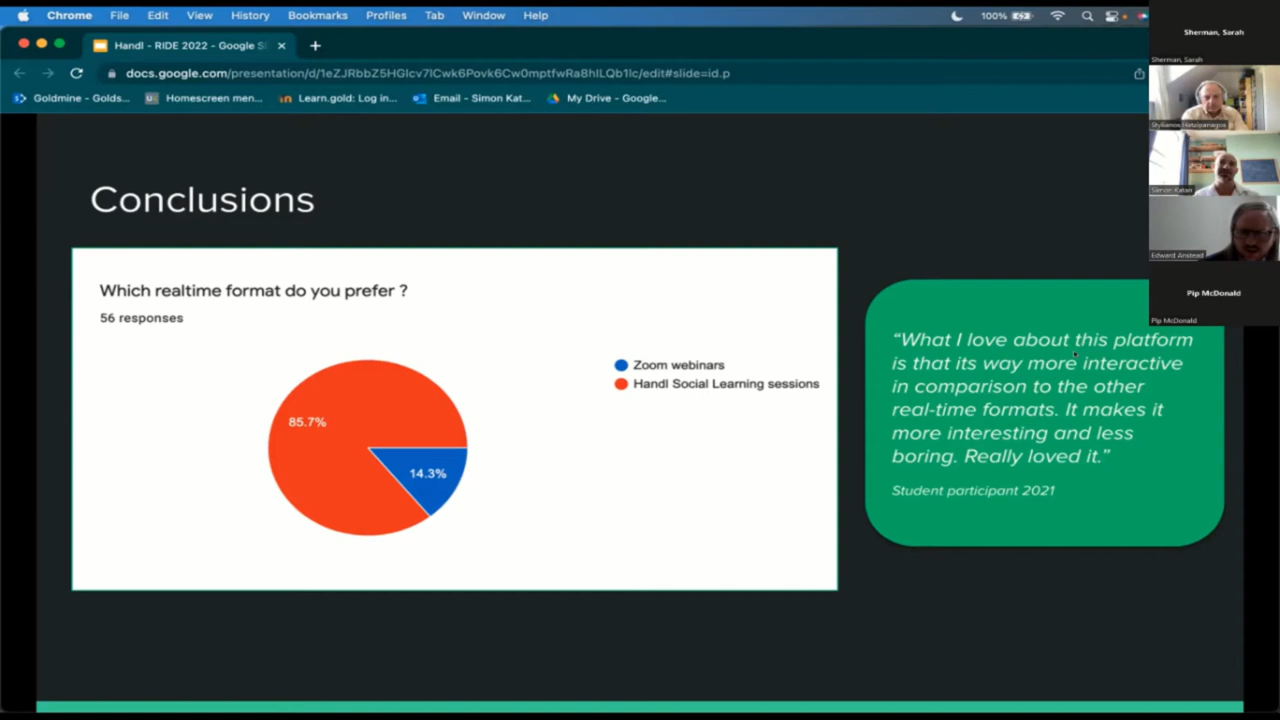 Chrome File Edit View History Bookmarks Profiles Tab Window Help 100%
Handl - RIDE 2022 - Google S
docs.google.com/presentation/d/1eZJRbbZ5HGlcv7lCwk6Povk6Cw0mptfwRa8hILQb1lc/edit#slide=id.p
Goldmine - Golds... Homescreen men... Learn.gold: Log in... Email - Simon Kat... My Drive - Google...
Sherman, Sarah
Sherman, Sarah
Stylianos Hatzipanagos
Simon Katan
Edward Anstead
Pip McDonald
Pip McDonald
Conclusions
Which realtime format do you prefer ?
56 responses
Zoom webinars
Handl Social Learning sessions
85.7%
14.3%
“What I love about this platform
is that its way more interactive
in comparison to the other
real-time formats. It makes it
more interesting and less
boring. Really loved it.”
Student participant 2021